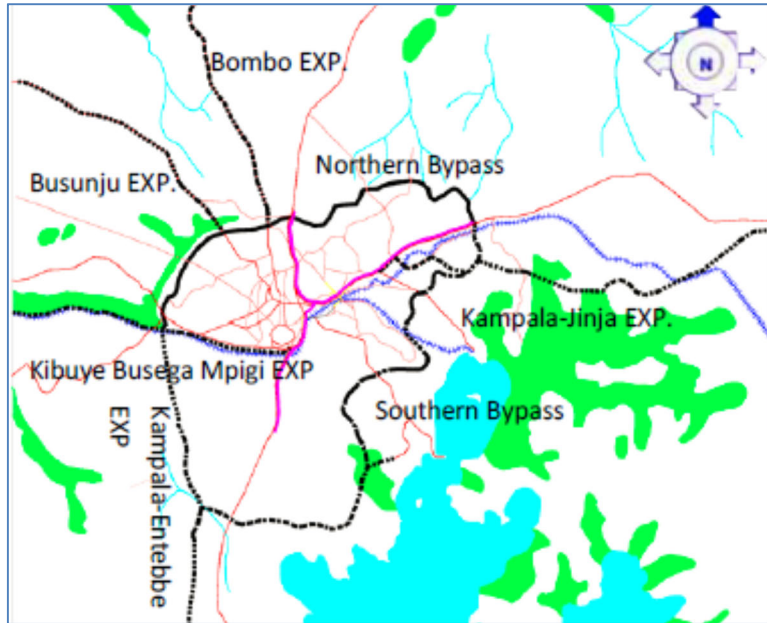 Bombo EXP.
N
Northern Bypass
Busunju EXP.
Kampala-Jinja EXP.
Kibuye Busega Mpigi EXP
Southern Bypass
Kampala-Entebbe
EXP